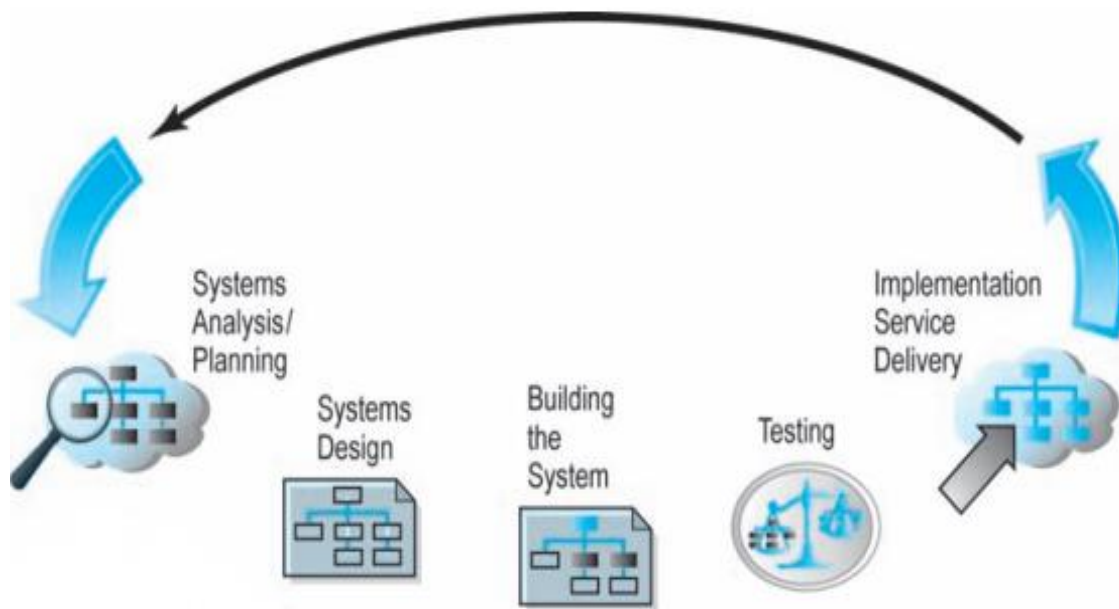 Systems
Analysis/
Planning
Systems
Design
Building
the
System
Testing
Implementation
Service
Delivery